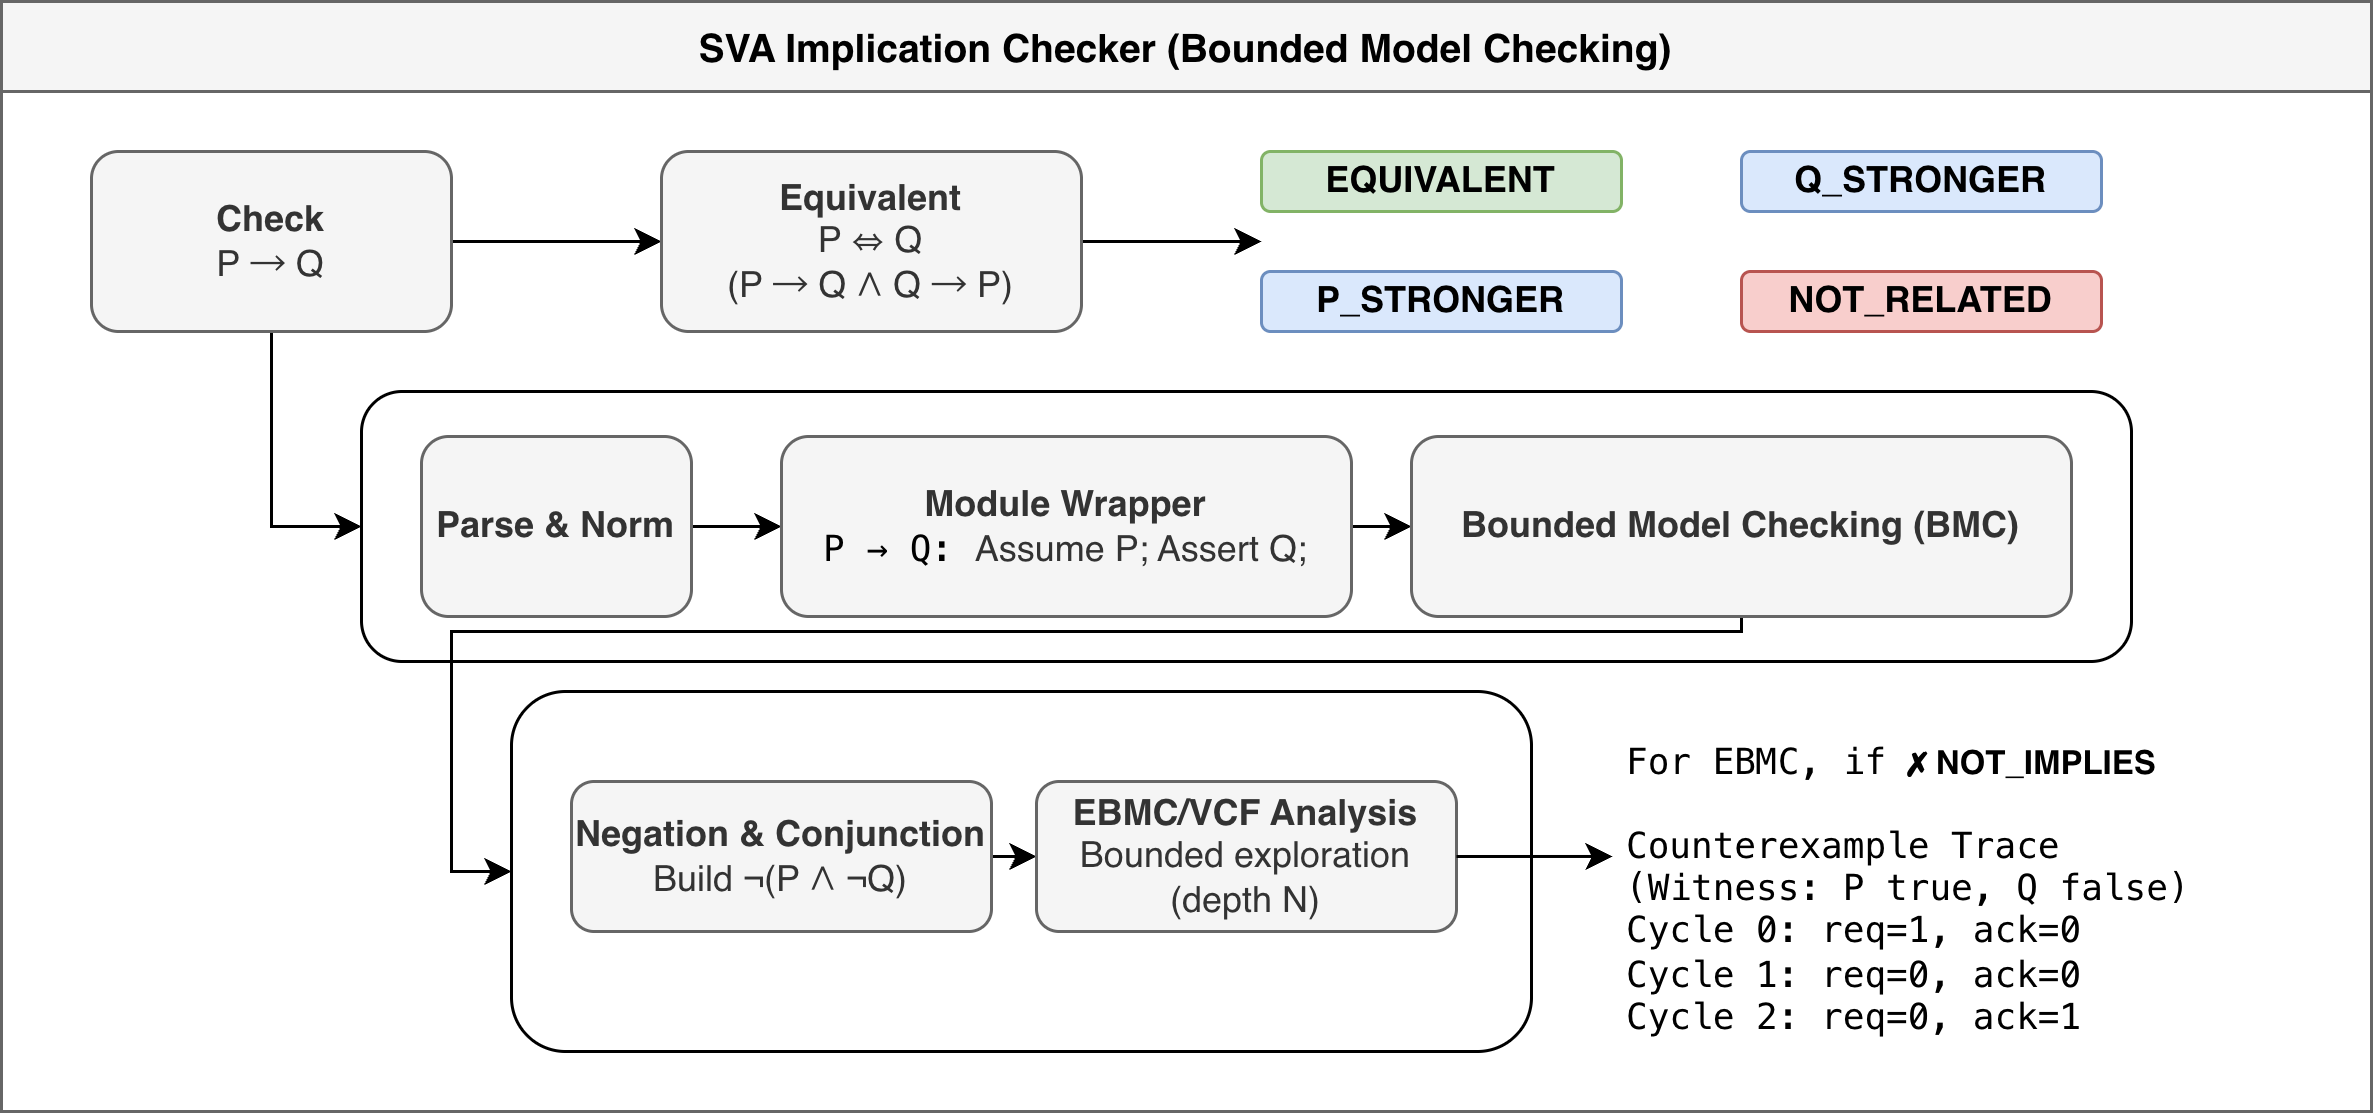 SVA Implication Checker (Bounded Model Checking)
Check
P → Q
Equivalent
P ⇔ Q
(P → Q ∧ Q → P)
EQUIVALENT
Q_STRONGER
P_STRONGER
NOT_RELATED
Parse & Norm
Module Wrapper
P → Q: Assume P; Assert Q;
Bounded Model Checking (BMC)
Negation & Conjunction
Build ¬(P ∧ ¬Q)
EBMC/VCF Analysis
Bounded exploration
(depth N)
For EBMC, if ✗ NOT_IMPLIES
Counterexample Trace
(Witness: P true, Q false)
Cycle 0: req=1, ack=0
Cycle 1: req=0, ack=0
Cycle 2: req=0, ack=1